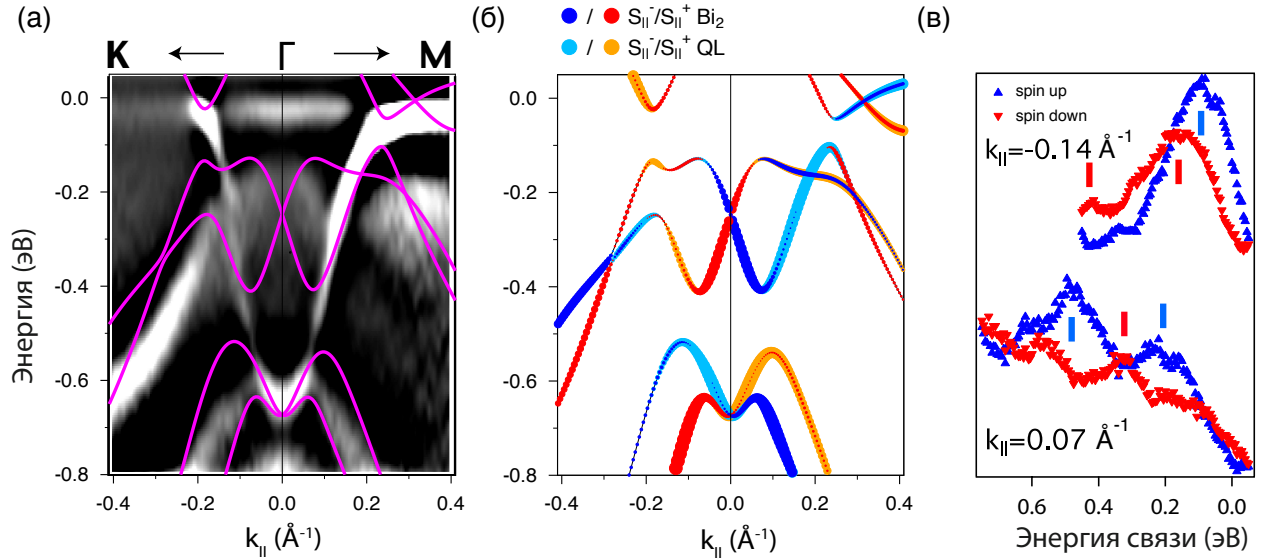 (а)
K ← Γ → M
Энергия (эВ)
0.0
-0.2
-0.4
-0.6
-0.8
-0.4 -0.2 0.0 0.2 0.4
k|| (Å-1)
(б)
/ S||-/S||+ Bi2
/ S||-/S||+ QL
0.0
-0.2
-0.4
-0.6
-0.8
-0.4 -0.2 0.0 0.2 0.4
k|| (Å-1)
(в)
spin up
spin down
k||=-0.14 Å-1
k||=0.07 Å-1
0.6 0.4 0.2 0.0
Энергия связи (эВ)